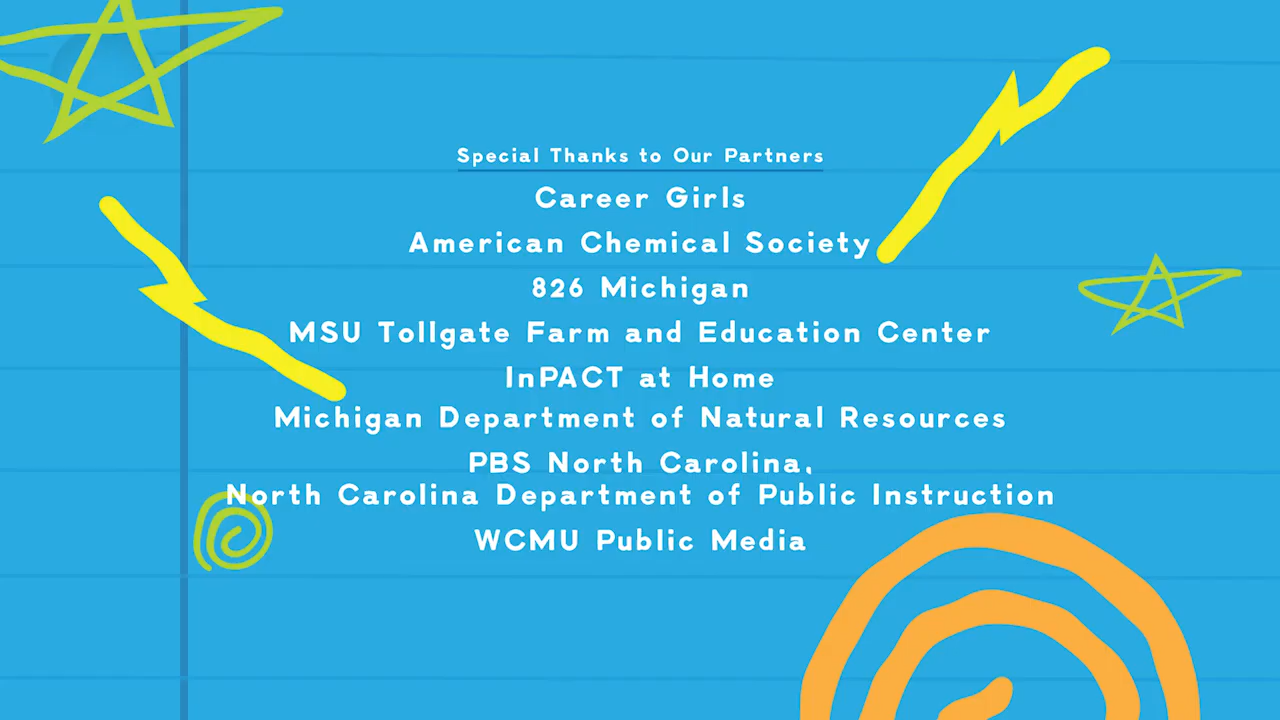 Special Thanks to Our Partners
Career Girls
American Chemical Society
826 Michigan
MSU Tollgate Farm and Education Center
InPACT at Home
Michigan Department of Natural Resources
PBS North Carolina,
North Carolina Department of Public Instruction
WCMU Public Media